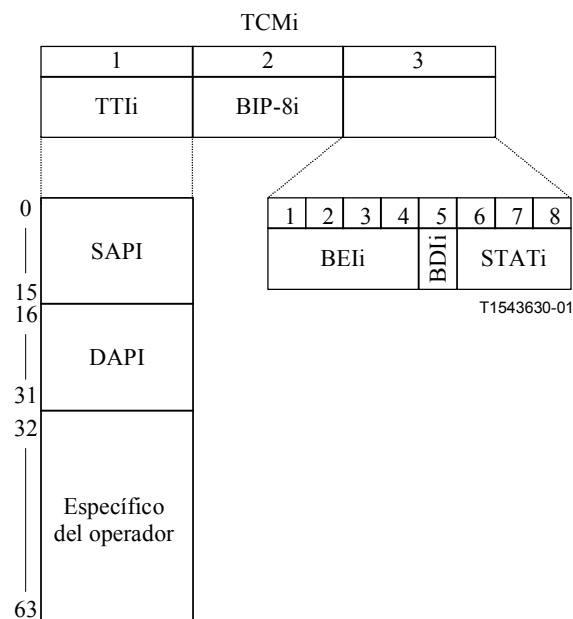 TCMi
1 2 3
TTIi BIP-8i
0
1 2 3 4 5 6 7 8
SAPI
BEIi BDIi STATi
15
T1543630-01
16
DAPI
31
32
Específico
del operador
63